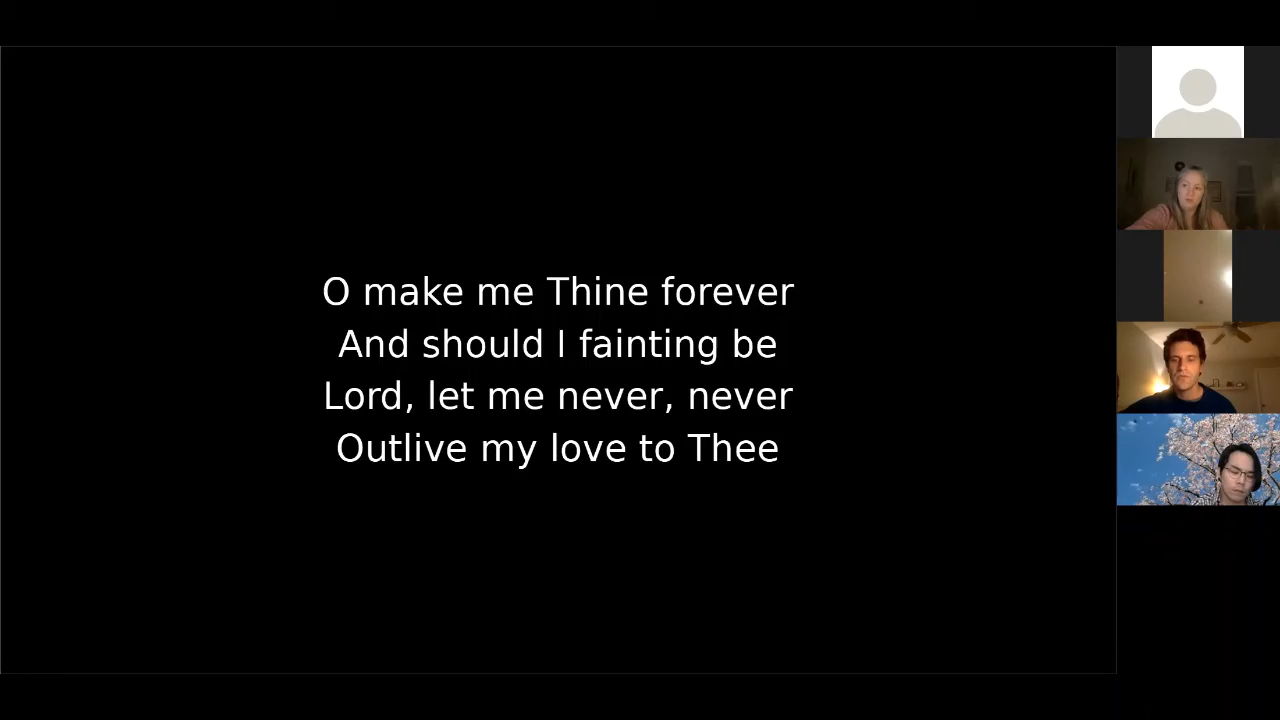 O make me Thine forever
And should I fainting be
Lord, let me never, never
Outlive my love to Thee